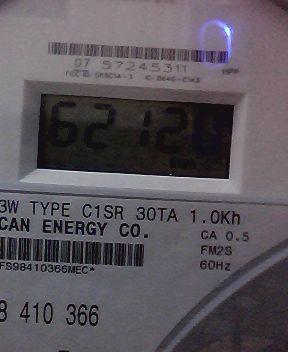 07 57245311
62126
3W TYPE C1SR 30TA 1.0Kh
CAN ENERGY CO.
CA 0.5
FM2S
FS98410366MEC*
60Hz
8 410 366